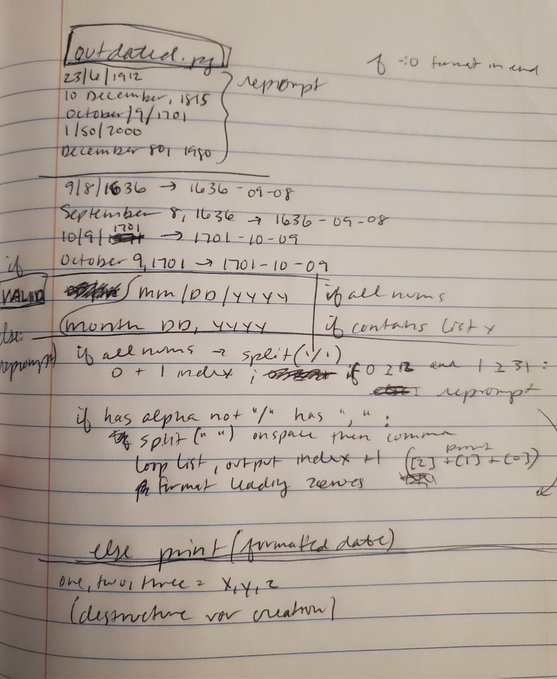 outdated.py
f -:0 format in end
23/6/1912
10 December, 1815
reprompt
October/9/1701
1/50/2000
December 80, 1980
9/8/1636 → 1636-09-08
September 8, 1636 → 1636-09-08
10/9/1701 → 1701-10-09
October 9, 1701 → 1701-10-09
if
VALID
mm/DD/YYYY
if all nums
month DD, YYYY
if contains list x
else:
reprompt
if all nums → split('/')
0 + 1 index ; if 0 > 12 and 1 > 31 :
reprompt
if has alpha not "/" has "," :
split(" ") on space then comma
loop list, output index + 1
print
([2] + [1] + [0])
format leading zeroes
else print(formatted date)
one, two, three = x, y, z
(destructure var creation)